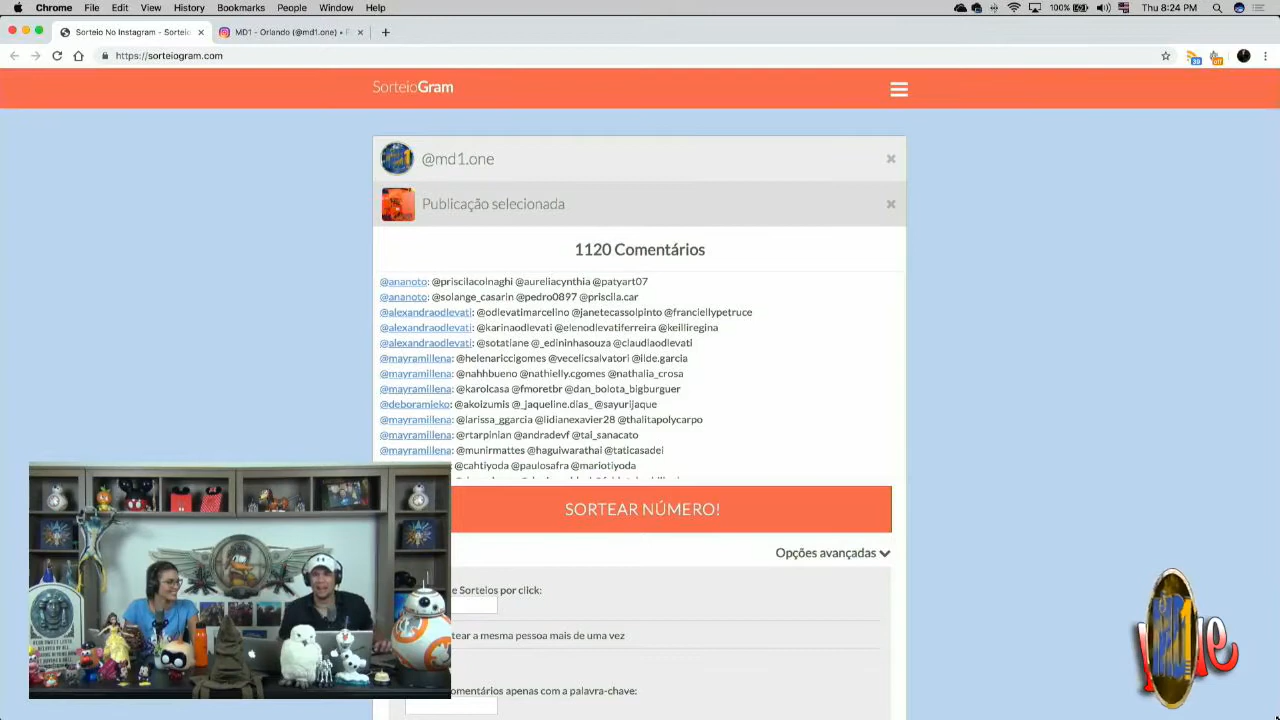 Chrome File Edit View History Bookmarks People Window Help 100% Thu 8:24 PM
Sorteio No Instagram - Sorteio MD1 - Orlando (@md1.one) •
https://sorteiogram.com 39 off
SorteioGram
@md1.one
Publicação selecionada
1120 Comentários
@ananoto: @priscilacolnaghi @aureliacynthia @patyart07
@ananoto: @solange_casarin @pedro0897 @priscila.car
@alexandraodlevati: @odlevatimarcelino @janetecassolpinto @franciellypetruce
@alexandraodlevati: @karinaodlevati @elenodlevatiferreira @keilliregina
@alexandraodlevati: @sotatiane @_edininhasouza @claudiaodlevati
@mayramillena: @helenariccigomes @vecelicsalvatori @ilde.garcia
@mayramillena: @nahhbueno @nathielly.cgomes @nathalia_crosa
@mayramillena: @karolcasa @fmoretbr @dan_bolota_bigburguer
@deboramieko: @akoizumis @_jaqueline.dias_ @sayurijaque
@mayramillena: @larissa_ggarcia @lidianexavier28 @thalitapolycarpo
@mayramillena: @rtarpinian @andradevf @tai_sanacato
@mayramillena: @munirmattes @haguiwarathai @taticasadei
@cahtiyoda @paulosafra @mariotiyoda
SORTEAR NÚMERO!
Opções avançadas
e Sorteios por click:
tear a mesma pessoa mais de uma vez
omentários apenas com a palavra-chave:
MD1